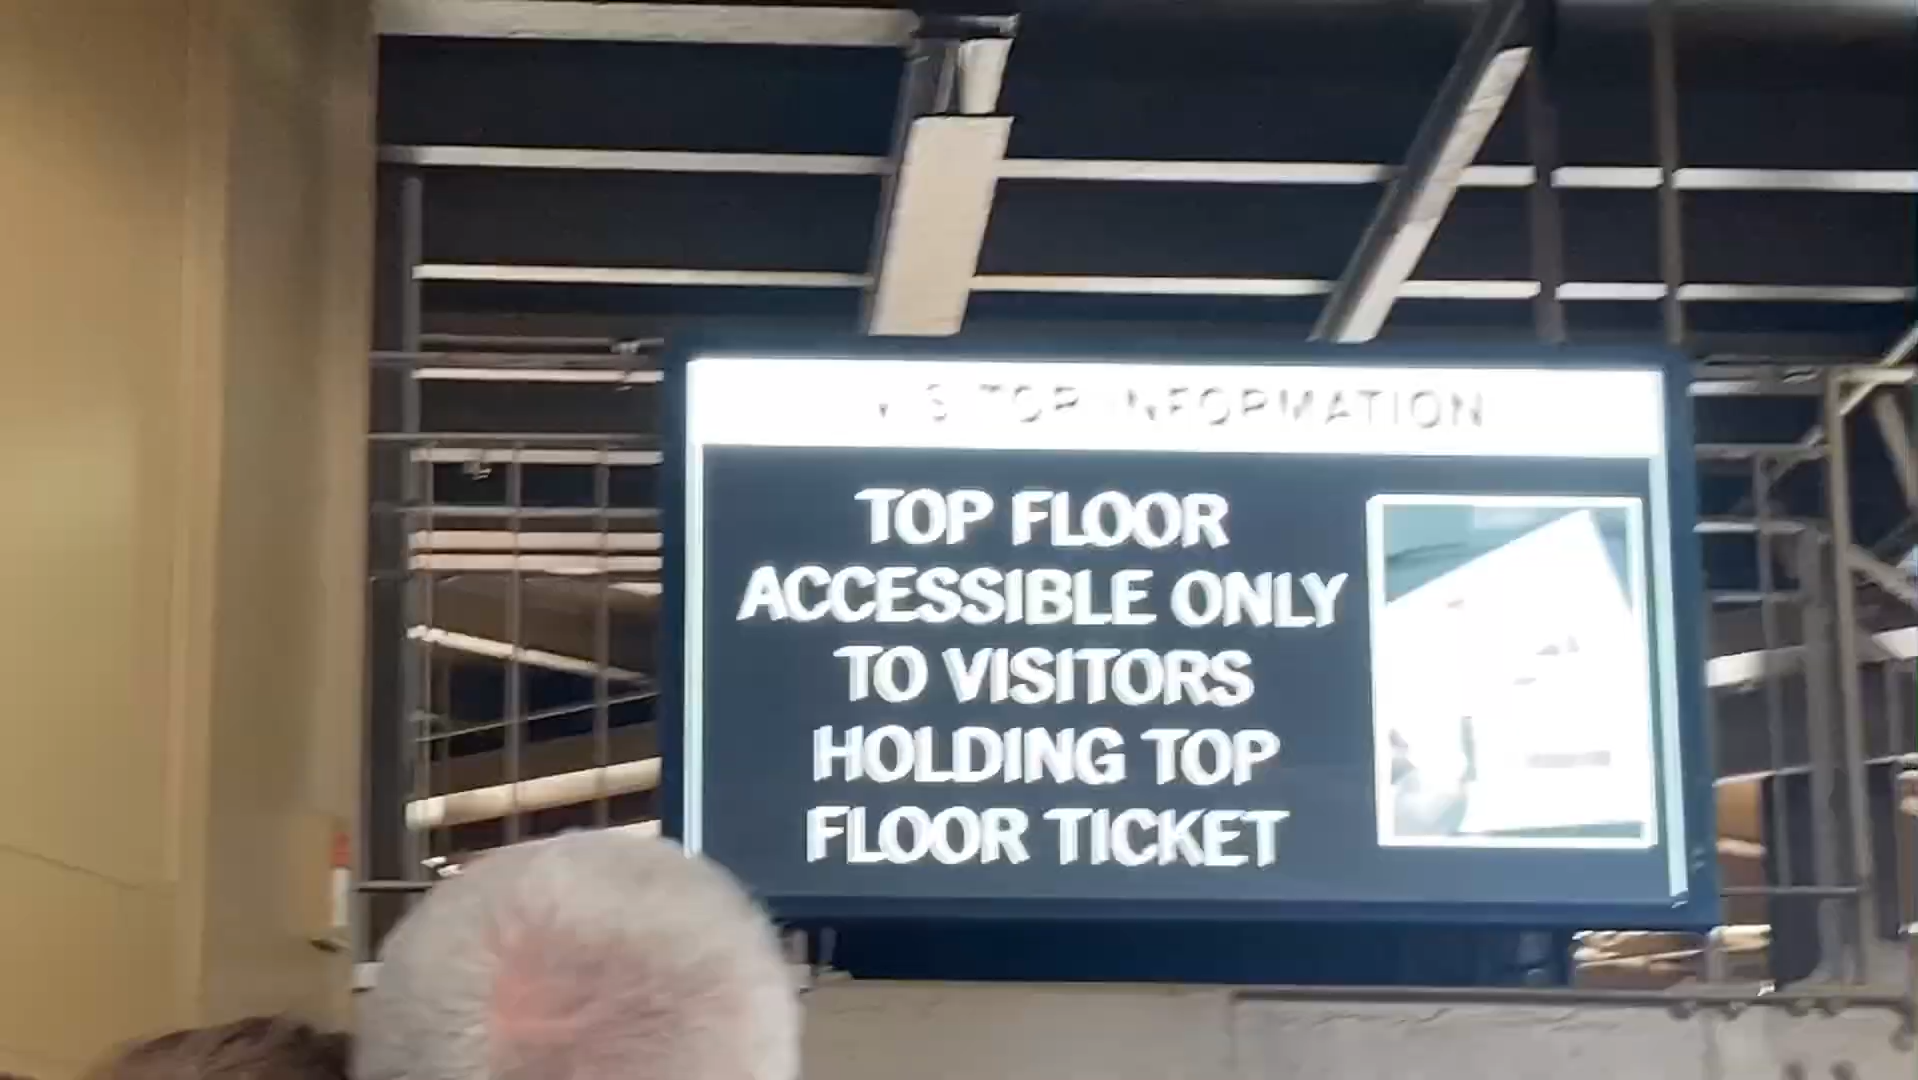 VISITOR INFORMATION
TOP FLOOR
ACCESSIBLE ONLY
TO VISITORS
HOLDING TOP
FLOOR TICKET